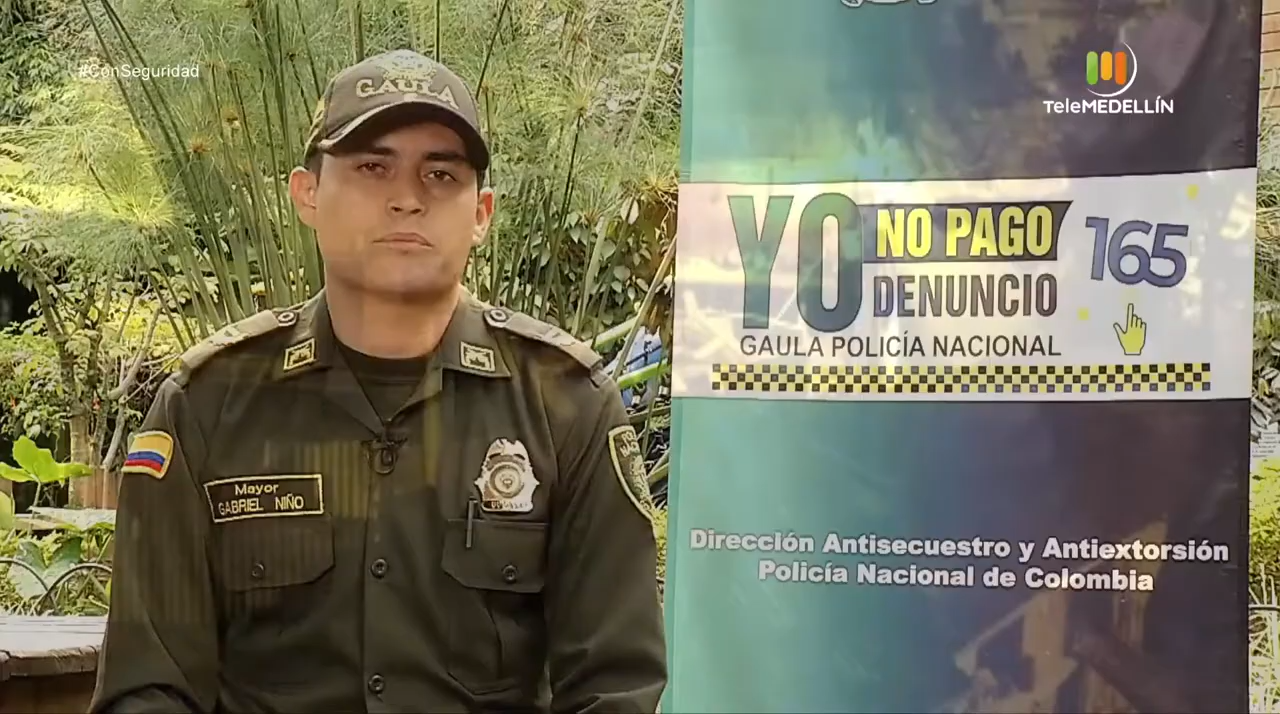 #ConSeguridad
TeleMEDELLÍN
GAULA
YO
NO PAGO
DENUNCIO
165
GAULA POLICÍA NACIONAL
Mayor
GABRIEL NIÑO
Dirección Antisecuestro y Antiextorsión
Policía Nacional de Colombia